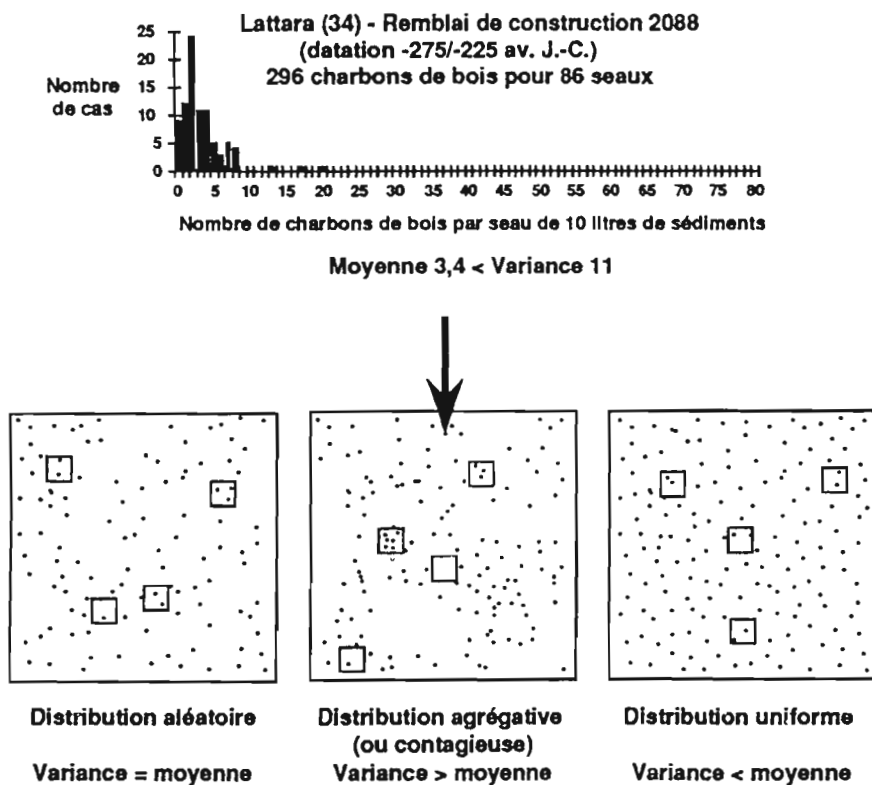 Lattara (34) - Remblai de construction 2088
(datation -275/-225 av. J.-C.)
296 charbons de bois pour 86 seaux
Nombre
de cas
25
20
15
10
5
0
0 5 10 15 20 25 30 35 40 45 50 55 60 65 70 75 80
Nombre de charbons de bois par seau de 10 litres de sédiments
Moyenne 3,4 < Variance 11
Distribution aléatoire
Variance = moyenne
Distribution agrégative
(ou contagieuse)
Variance > moyenne
Distribution uniforme
Variance < moyenne